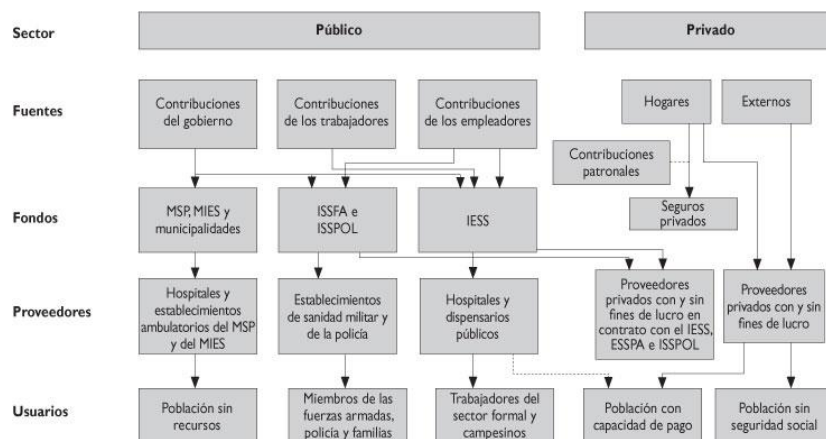 Sector
Público
Privado
Fuentes
Contribuciones
del gobierno
Contribuciones
de los trabajadores
Contribuciones
de los empleadores
Hogares
Externos
Contribuciones
patronales
Fondos
MSP, MIES y
municipalidades
ISSFA e
ISSPOL
IESS
Seguros
privados
Proveedores
Hospitales y
establecimientos
ambulatorios del MSP
y del MIES
Establecimientos
de sanidad militar y
de la policía
Hospitales y
dispensarios
públicos
Proveedores
privados con y sin
fines de lucro en
contrato con el IESS,
ESSPA e ISSPOL
Proveedores
privados con y sin
fines de lucro
Usuarios
Población sin
recursos
Miembros de las
fuerzas armadas,
policía y familias
Trabajadores del
sector formal y
campesinos
Población con
capacidad de pago
Población sin
seguridad social